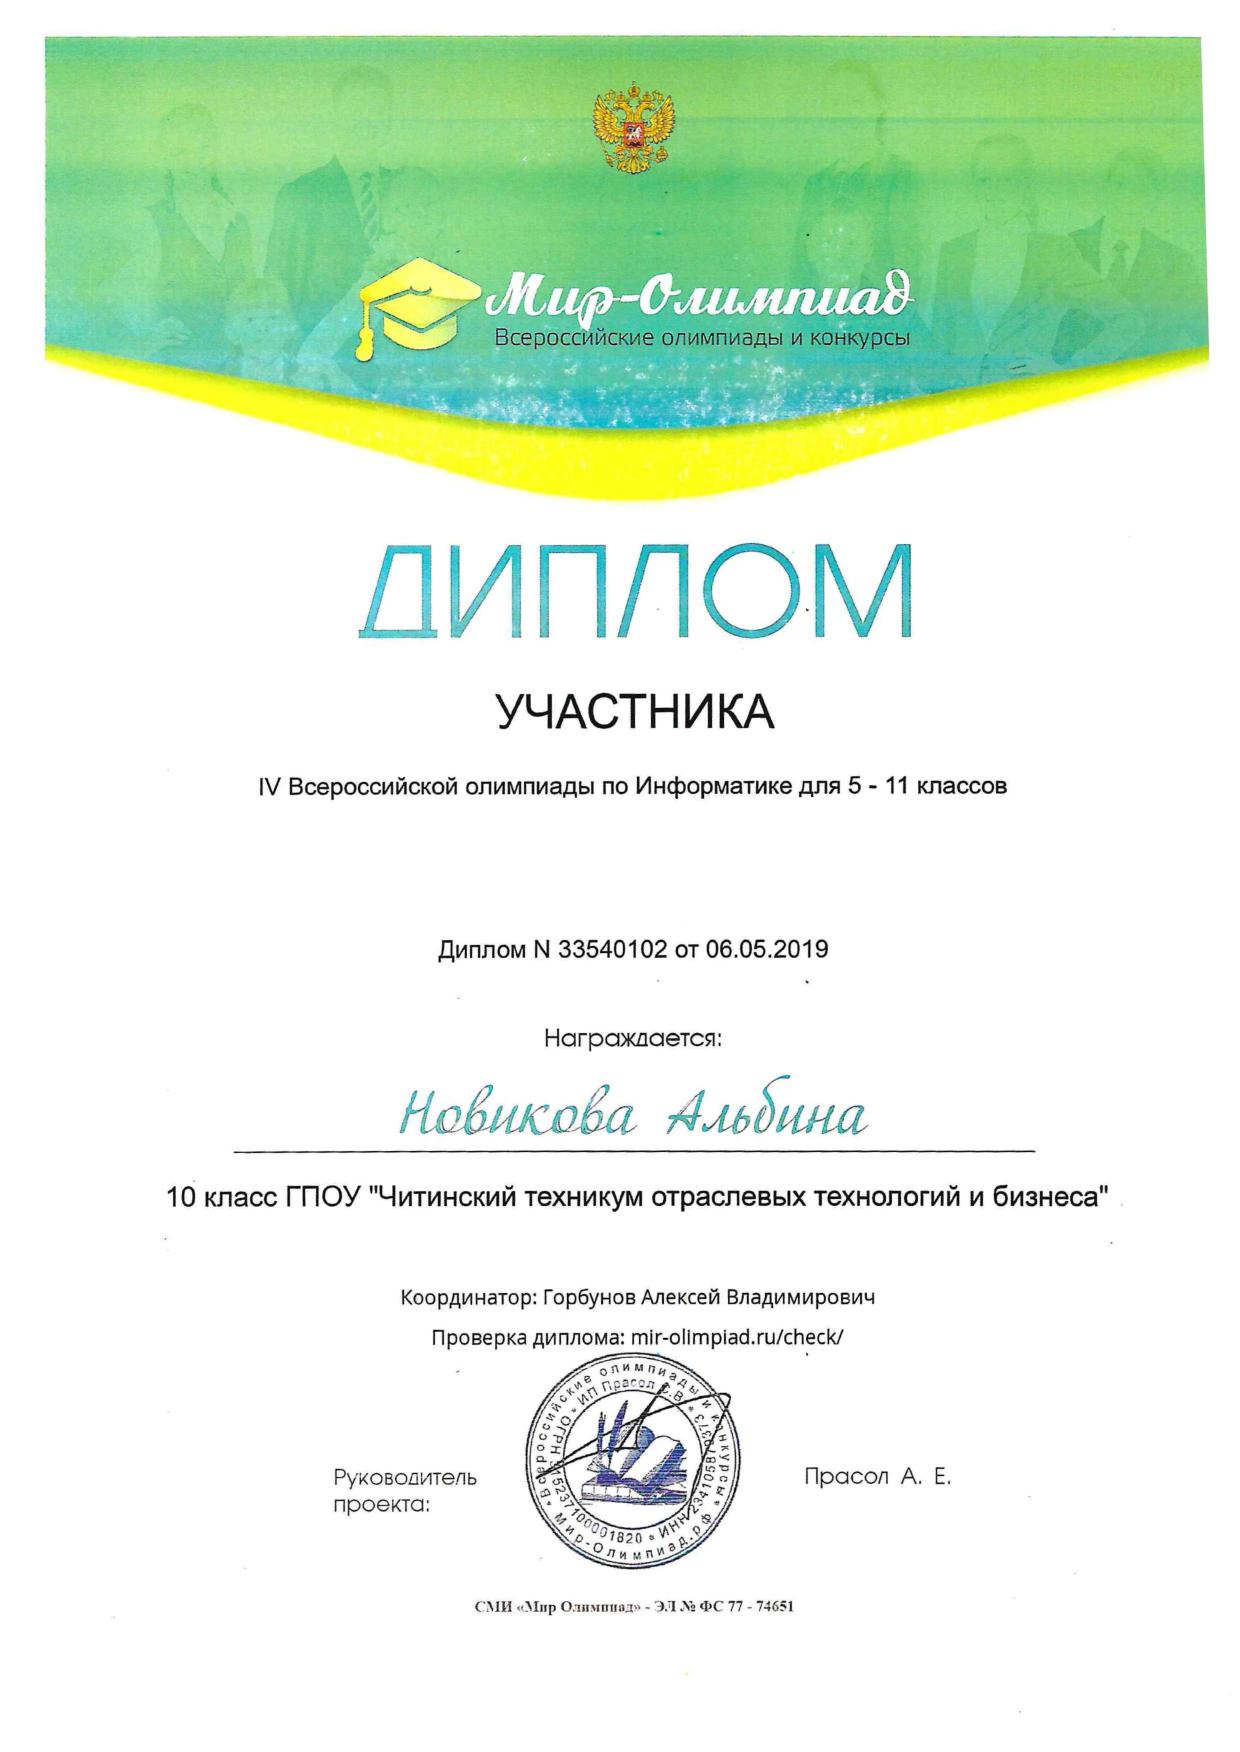 Мир-Олимпиад
Всероссийские олимпиады и конкурсы
ДИПЛОМ
УЧАСТНИКА
IV Всероссийской олимпиады по Информатике для 5 - 11 классов
Диплом N 33540102 от 06.05.2019
Награждается:
Новикова Альбина
10 класс ГПОУ "Читинский техникум отраслевых технологий и бизнеса"
Координатор: Горбунов Алексей Владимирович
Проверка диплома: mir-olimpiad.ru/check/
Всероссийские олимпиады и конкурсы
Мир-Олимпиад.рф
ИП Прасол
ОГРН 315237100001820
ИНН
Руководитель
проекта:
Прасол А. Е.
СМИ «Мир Олимпиад» - ЭЛ № ФС 77 - 74651